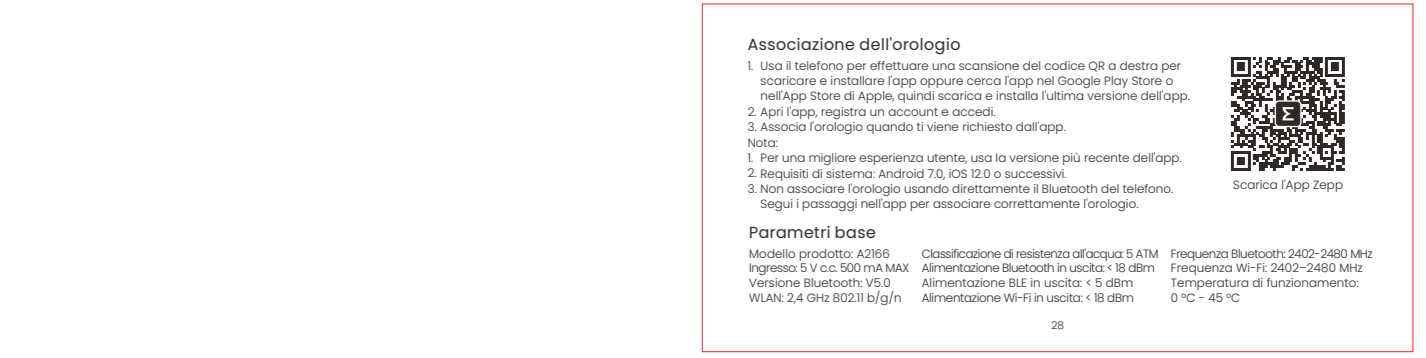 Associazione dell'orologio
1. Usa il telefono per effettuare una scansione del codice QR a destra per
scaricare e installare l'app oppure cerca l'app nel Google Play Store o
nell'App Store di Apple, quindi scarica e installa l'ultima versione dell'app.
2. Apri l'app, registra un account e accedi.
3. Associa l'orologio quando ti viene richiesto dall'app.
Nota:
1. Per una migliore esperienza utente, usa la versione più recente dell'app.
2. Requisiti di sistema: Android 7.0, iOS 12.0 o successivi.
3. Non associare l'orologio usando direttamente il Bluetooth del telefono.
Segui i passaggi nell'app per associare correttamente l'orologio.
Scarica l'App Zepp
Parametri base
Modello prodotto: A2166
Ingresso: 5 V c.c. 500 mA MAX
Versione Bluetooth: V5.0
WLAN: 2,4 GHz 802.11 b/g/n
Classificazione di resistenza all'acqua: 5 ATM
Alimentazione Bluetooth in uscita: < 18 dBm
Alimentazione BLE in uscita: < 5 dBm
Alimentazione Wi-Fi in uscita: < 18 dBm
Frequenza Bluetooth: 2402-2480 MHz
Frequenza Wi-Fi: 2402–2480 MHz
Temperatura di funzionamento:
0 °C - 45 °C
28